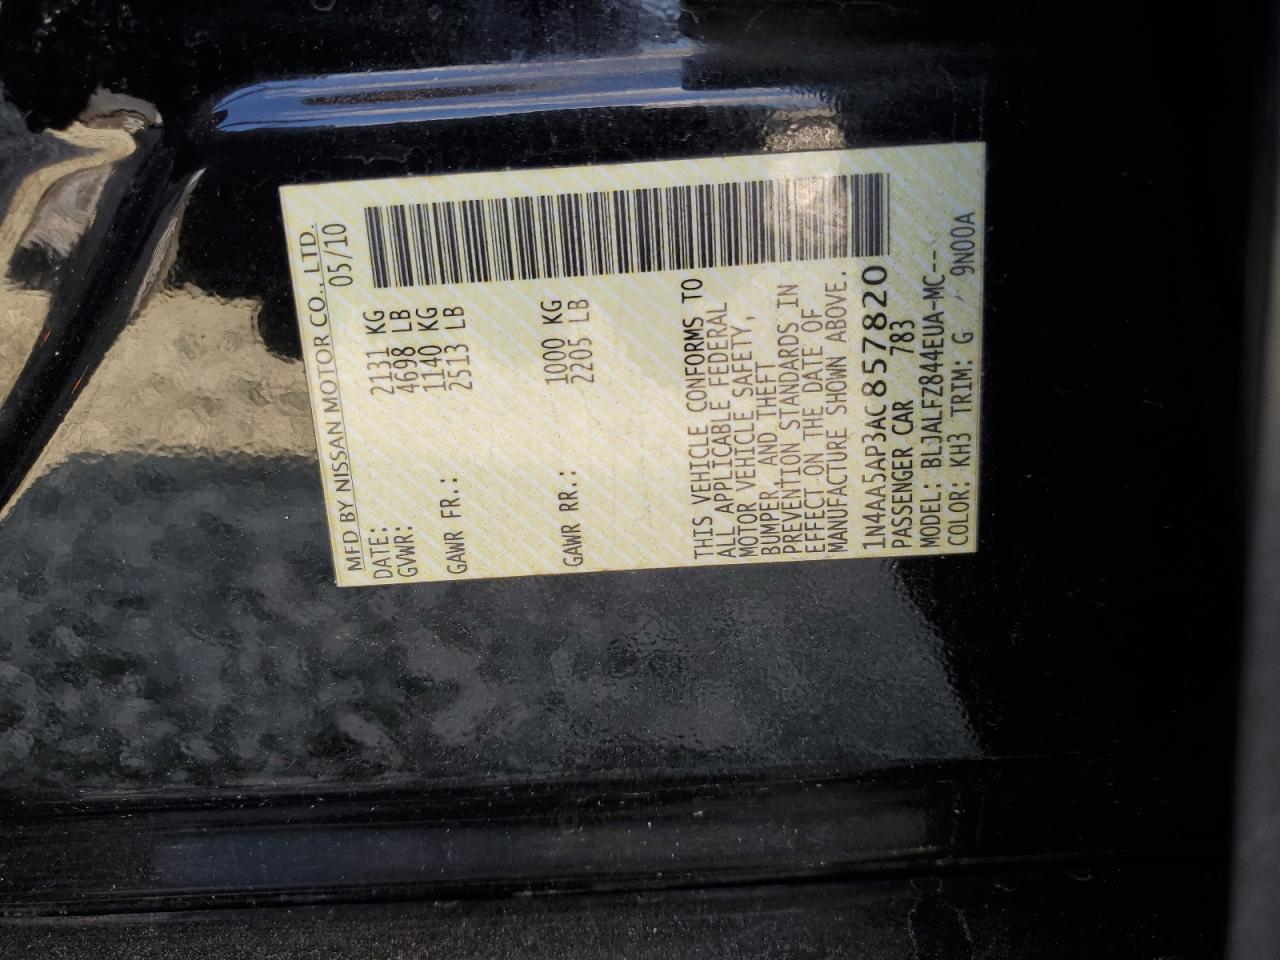 MFD BY NISSAN MOTOR CO., LTD.
DATE: 05/10
GVWR: 2131 KG
4698 LB
GAWR FR.: 1140 KG
2513 LB
GAWR RR.: 1000 KG
2205 LB
THIS VEHICLE CONFORMS TO
ALL APPLICABLE FEDERAL
MOTOR VEHICLE SAFETY,
BUMPER, AND THEFT
PREVENTION STANDARDS IN
EFFECT ON THE DATE OF
MANUFACTURE SHOWN ABOVE.
1N4AA5AP3AC857820
PASSENGER CAR 783
MODEL: BLJALFZ844EUA-MC--
COLOR: KH3 TRIM: G 9N00A